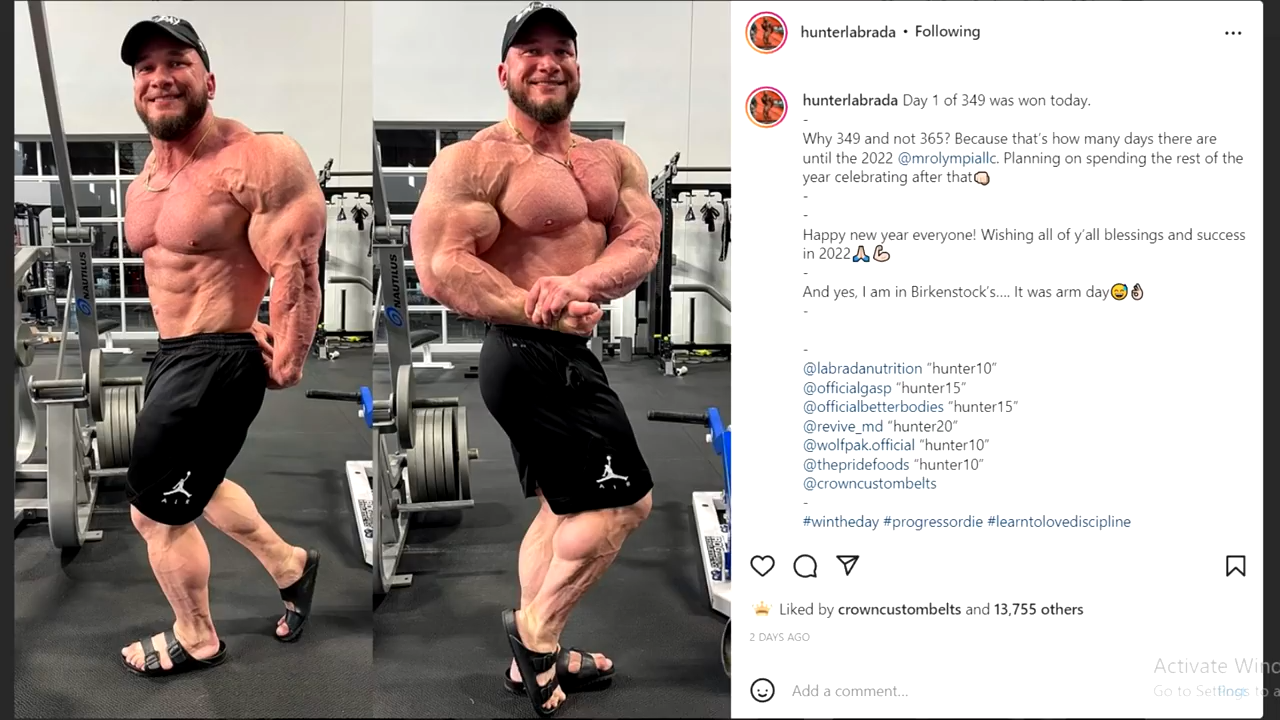 hunterlabrada • Following
hunterlabrada Day 1 of 349 was won today.
-
Why 349 and not 365? Because that's how many days there are
until the 2022 @mrolympiallc. Planning on spending the rest of the
year celebrating after that👊🏻
-
-
Happy new year everyone! Wishing all of y'all blessings and success
in 2022🙏🏻💪🏻
-
And yes, I am in Birkenstock's.... It was arm day😅👌🏻
-
-
@labradanutrition "hunter10"
@officialgasp "hunter15"
@officialbetterbodies "hunter15"
@revive_md "hunter20"
@wolfpak.official "hunter10"
@thepridefoods "hunter10"
@crowncustombelts
-
#wintheday #progressordie #learntolovediscipline
Liked by crowncustombelts and 13,755 others
2 DAYS AGO
Add a comment...
Activate Wind
Go to Settings to a
NAUTILUS
NAUTILUS
AIR